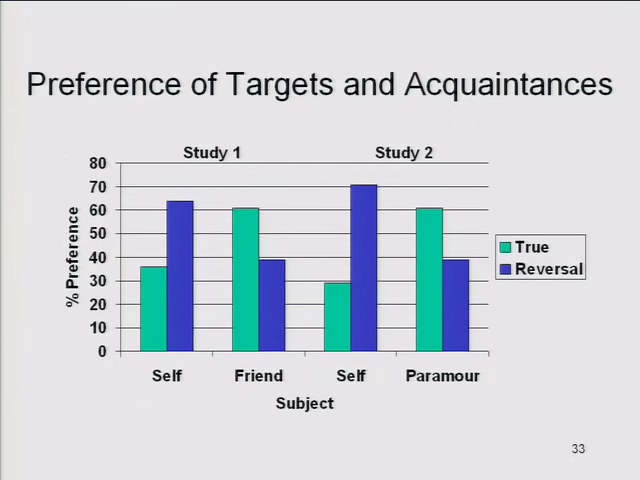 Preference of Targets and Acquaintances
Study 1
Study 2
80
70
60
50
40
30
20
10
0
% Preference
Self
Friend
Self
Paramour
Subject
True
Reversal
33